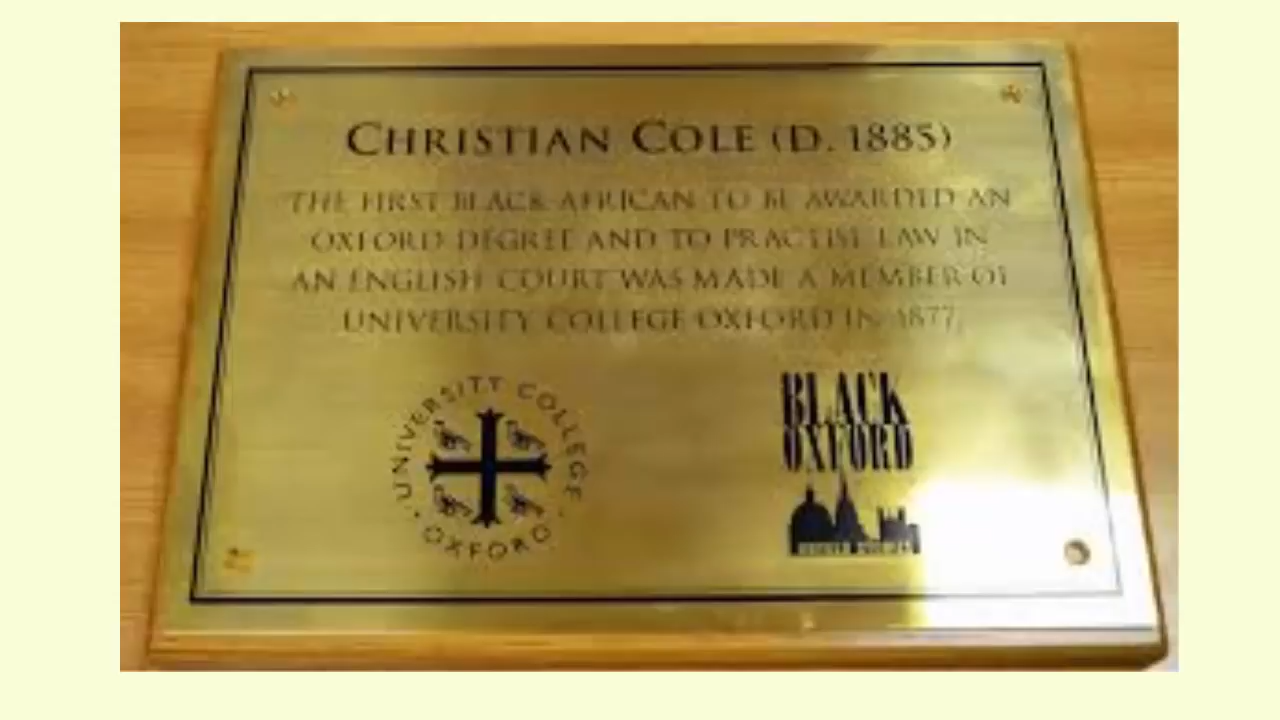 CHRISTIAN COLE (D. 1885)
THE FIRST BLACK AFRICAN TO BE AWARDED AN
OXFORD DEGREE AND TO PRACTISE LAW IN
AN ENGLISH COURT WAS MADE A MEMBER OF
UNIVERSITY COLLEGE OXFORD IN 1877
UNIVERSITY COLLEGE · OXFORD ·
BLACK
OXFORD